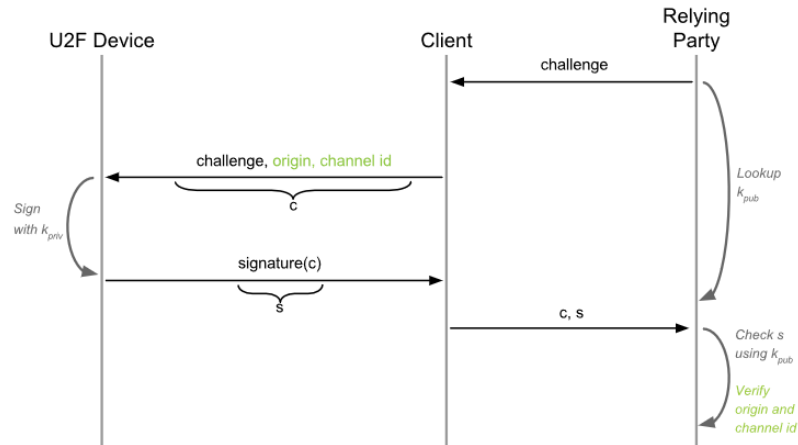 U2F Device
Client
Relying
Party
challenge
challenge, origin, channel id
c
Lookup
k_pub
Sign
with k_priv
signature(c)
s
c, s
Check s
using k_pub
Verify
origin and
channel id